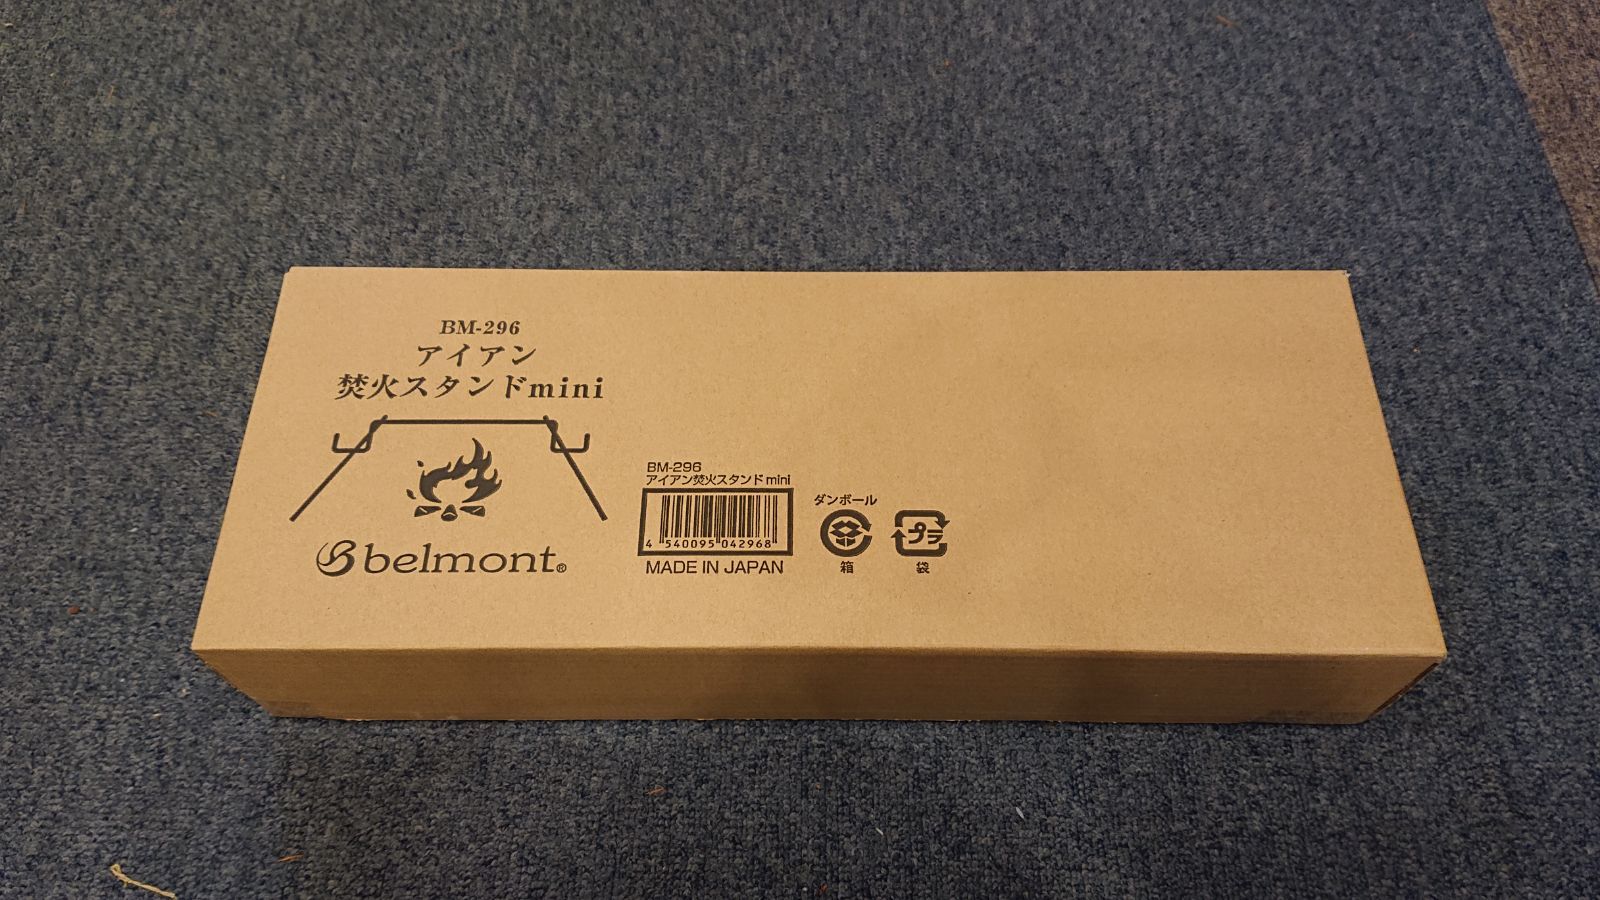 BM-296
アイアン
焚火スタンドmini
belmont®
BM-296
アイアン焚火スタンドmini
4 540095 042968
MADE IN JAPAN
ダンボール
箱
プラ
袋